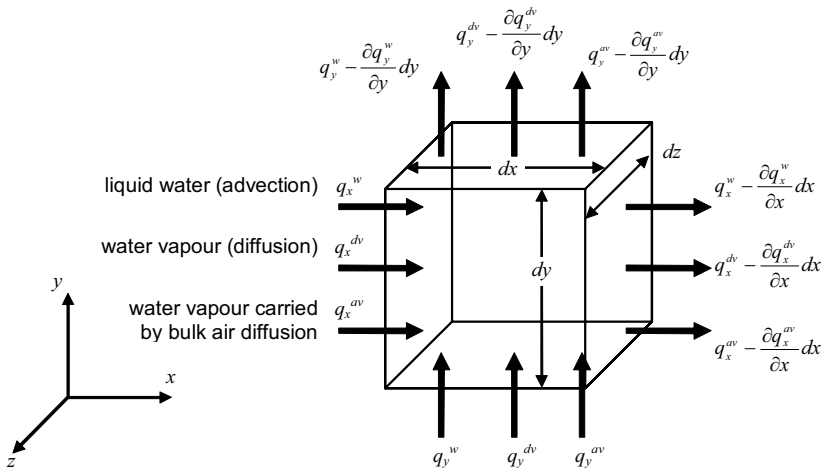 q_y^w − ∂q_y^w/∂y dy
q_y^{dv} − ∂q_y^{dv}/∂y dy
q_y^{av} − ∂q_y^{av}/∂y dy
dx
dz
liquid water (advection) q_x^w
q_x^w − ∂q_x^w/∂x dx
water vapour (diffusion) q_x^{dv}
dy
q_x^{dv} − ∂q_x^{dv}/∂x dx
water vapour carried
by bulk air diffusion
q_x^{av}
q_x^{av} − ∂q_x^{av}/∂x dx
y
x
z
q_y^w
q_y^{dv}
q_y^{av}